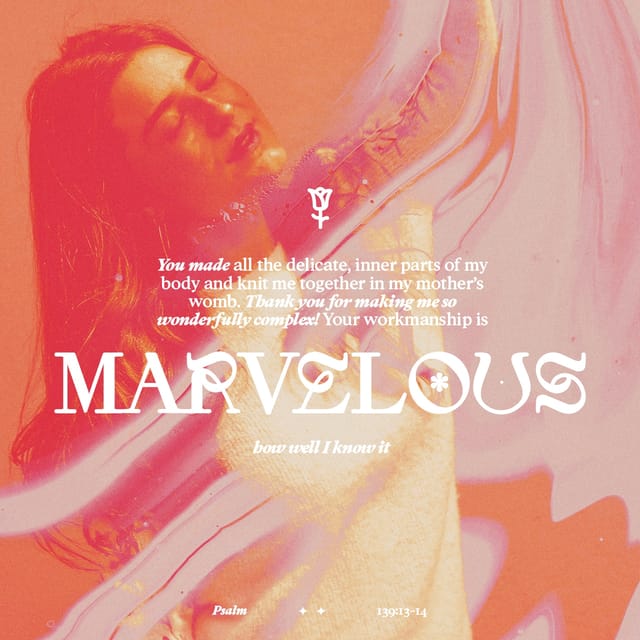 You made all the delicate, inner parts of my
body and knit me together in my mother's
womb. Thank you for making me so
wonderfully complex! Your workmanship is
MARVELOUS
how well I know it
Psalm 139:13-14